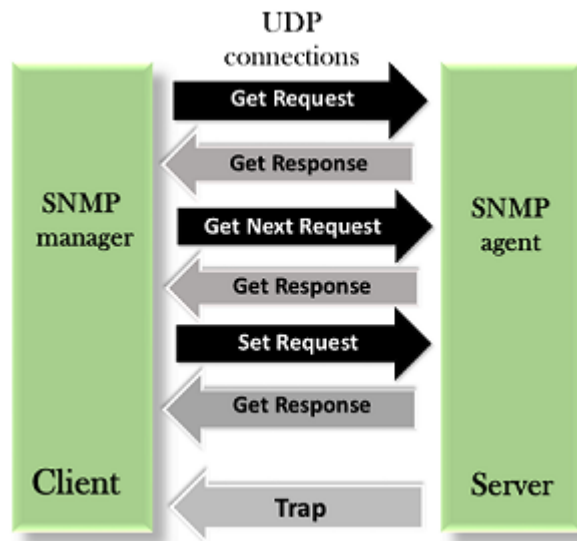 UDP
connections
Get Request
Get Response
SNMP
manager
Get Next Request
SNMP
agent
Get Response
Set Request
Get Response
Client
Trap
Server